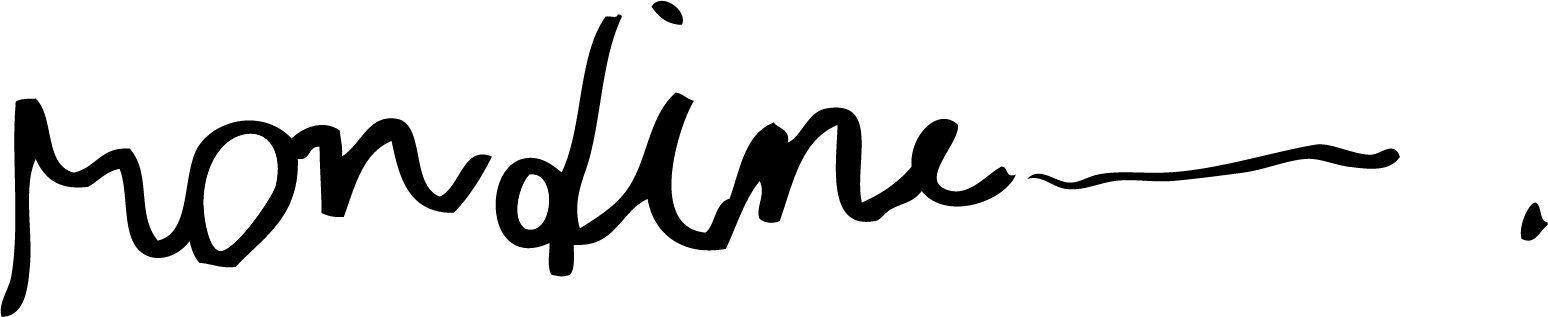 Mondine — .